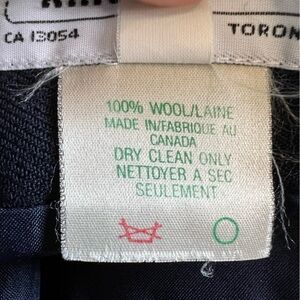 CA 13054
TORON
100% WOOL/LAINE
MADE IN/FABRIQUE AU
CANADA
DRY CLEAN ONLY
NETTOYER A SEC
SEULEMENT